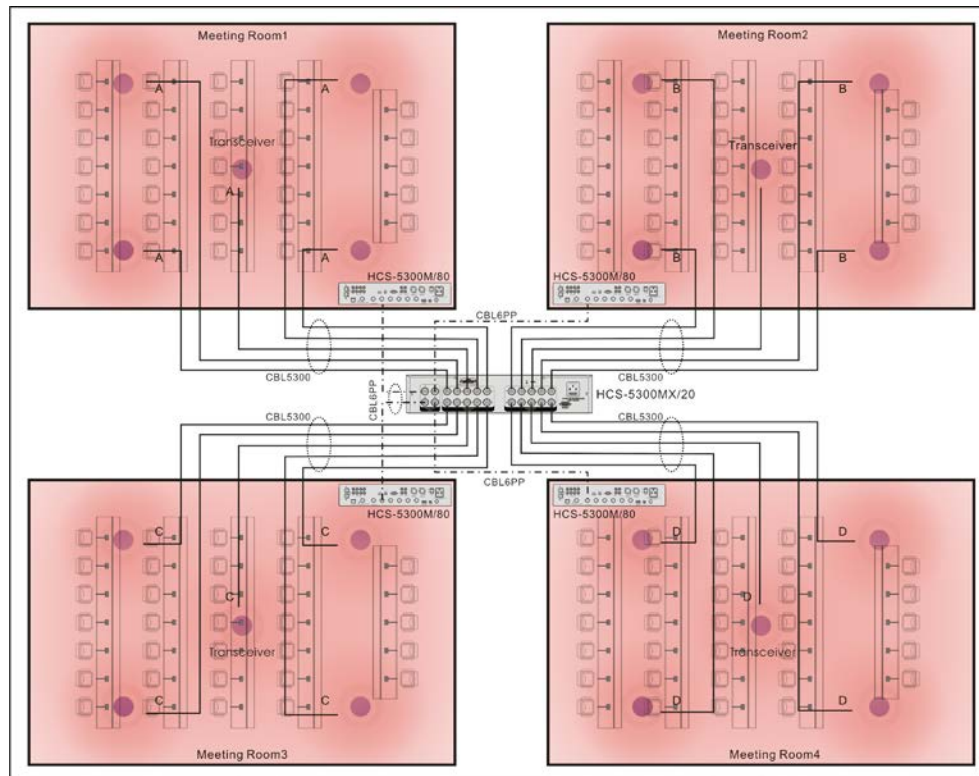 Meeting Room1
Meeting Room2
A
A
B
B
Transceiver
Transceiver
A
A
A
B
B
HCS-5300M/80
HCS-5300M/80
CBL6PP
CBL5300
CBL5300
CBL6PP
HCS-5300MX/20
CBL5300
CBL5300
CBL6PP
HCS-5300M/80
HCS-5300M/80
C
C
D
D
C
D
Transceiver
Transceiver
C
C
D
D
Meeting Room3
Meeting Room4